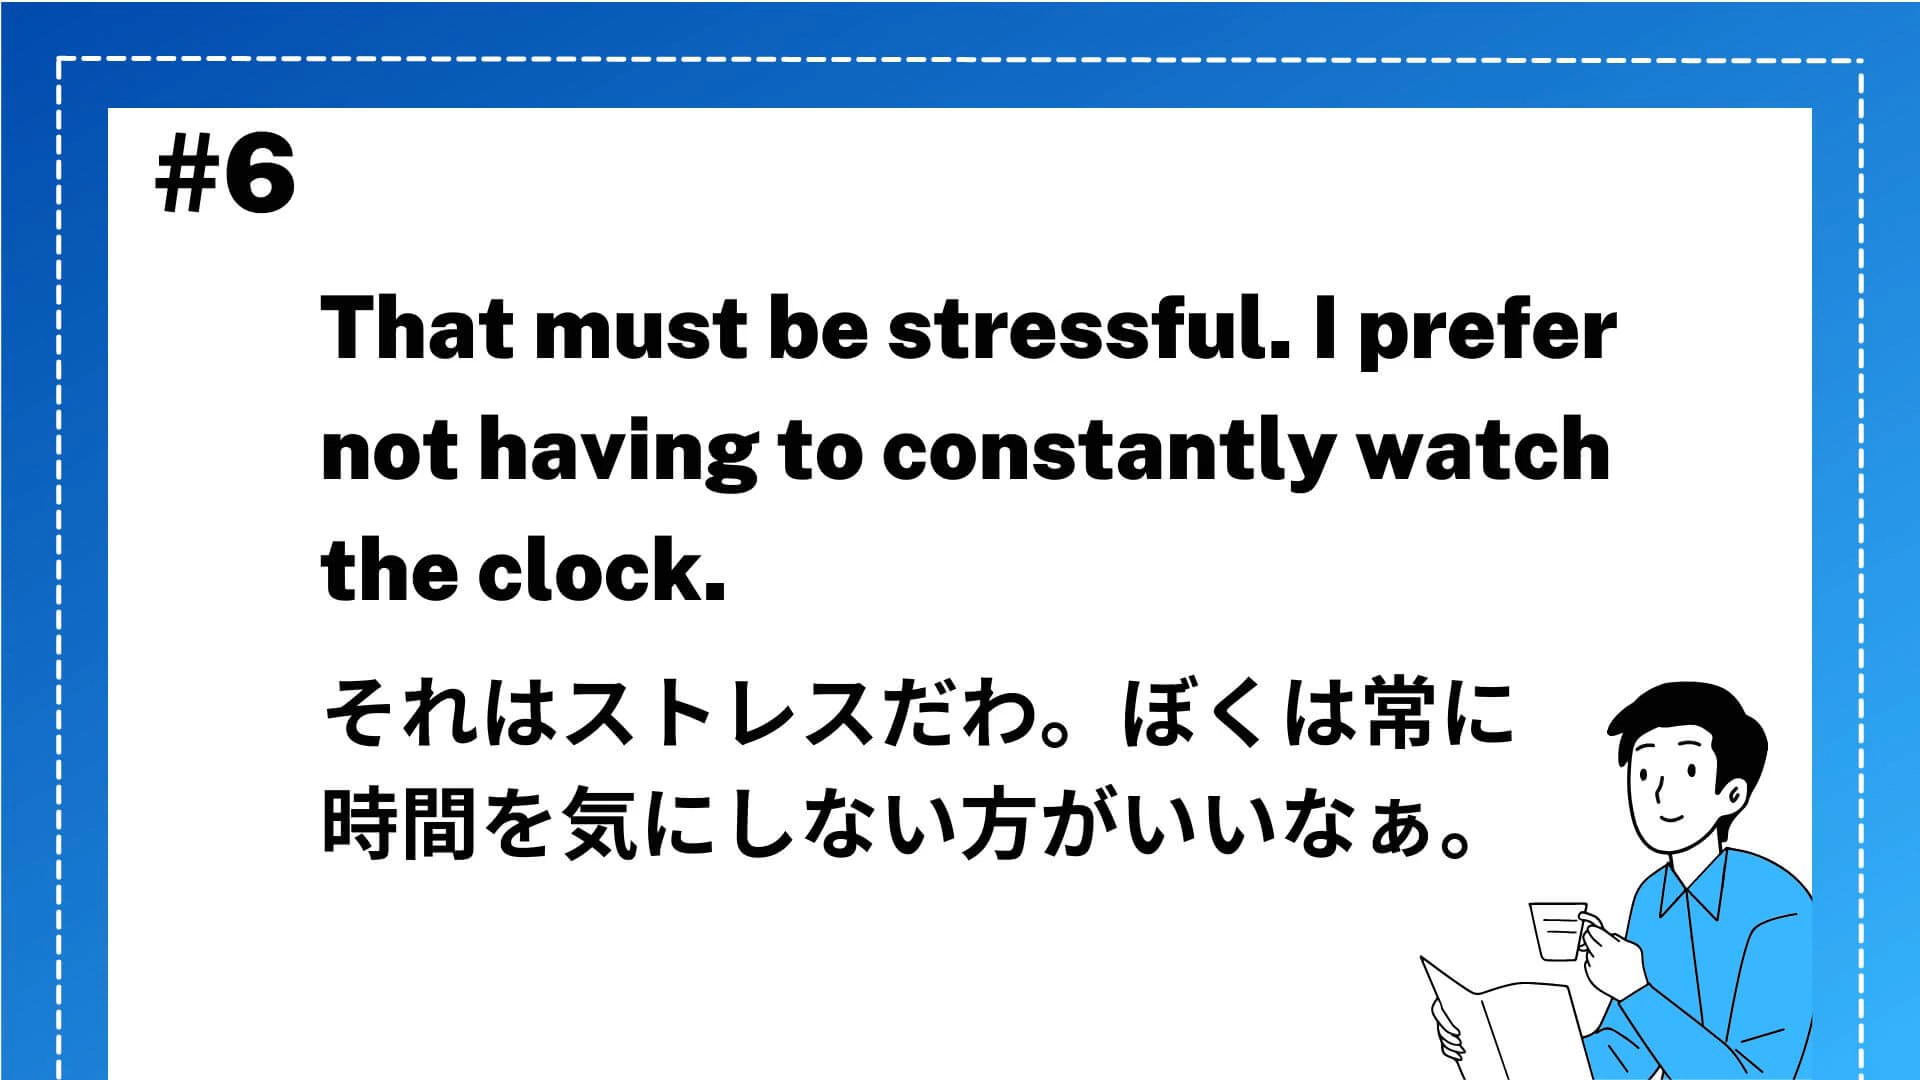 #6
That must be stressful. I prefer
not having to constantly watch
the clock.
それはストレスだわ。ぼくは常に
時間を気にしない方がいいなぁ。